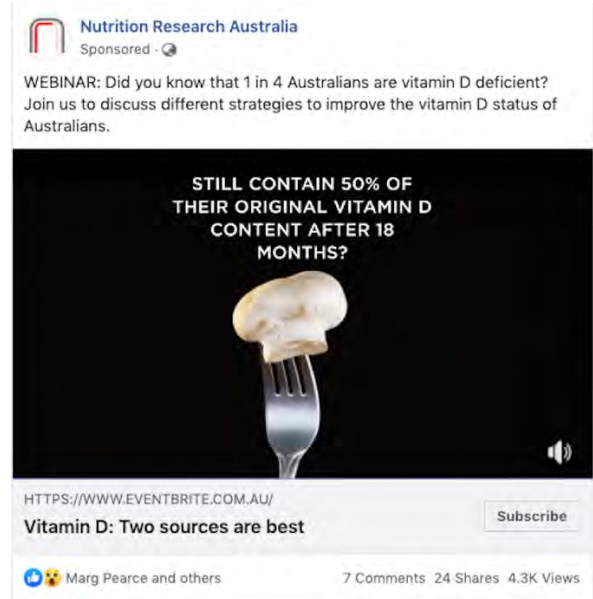 Nutrition Research Australia
Sponsored ·
WEBINAR: Did you know that 1 in 4 Australians are vitamin D deficient?
Join us to discuss different strategies to improve the vitamin D status of
Australians.
STILL CONTAIN 50% OF
THEIR ORIGINAL VITAMIN D
CONTENT AFTER 18
MONTHS?
HTTPS://WWW.EVENTBRITE.COM.AU/
Vitamin D: Two sources are best
Subscribe
Marg Pearce and others
7 Comments 24 Shares 4.3K Views